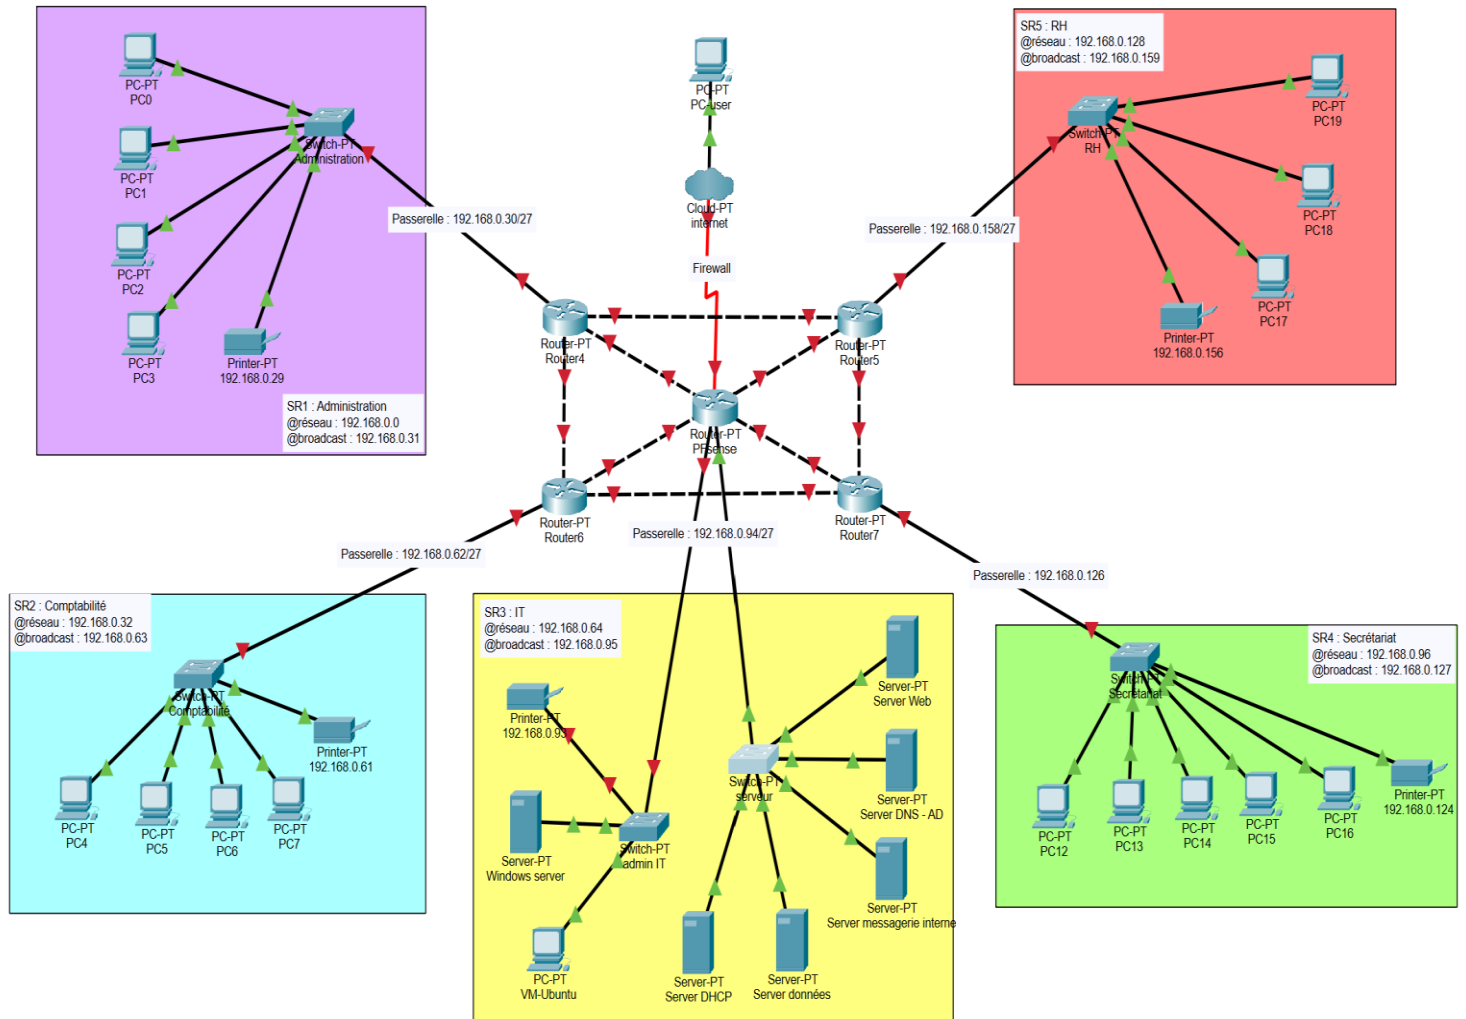 PC-PT
PC0
PC-PT
PC1
PC-PT
PC2
PC-PT
PC3
Switch-PT
Administration
Printer-PT
192.168.0.29
SR1 : Administration
@réseau : 192.168.0.0
@broadcast : 192.168.0.31
Passerelle : 192.168.0.30/27
PC-PT
PC-user
Cloud-PT
internet
Firewall
SR5 : RH
@réseau : 192.168.0.128
@broadcast : 192.168.0.159
Switch-PT
RH
PC-PT
PC19
PC-PT
PC18
PC-PT
PC17
Printer-PT
192.168.0.156
Passerelle : 192.168.0.158/27
Router-PT
Router4
Router-PT
Router5
Router-PT
PFsense
Router-PT
Router6
Router-PT
Router7
Passerelle : 192.168.0.62/27
Passerelle : 192.168.0.94/27
Passerelle : 192.168.0.126
SR2 : Comptabilité
@réseau : 192.168.0.32
@broadcast : 192.168.0.63
Switch-PT
Comptabilité
Printer-PT
192.168.0.61
PC-PT
PC4
PC-PT
PC5
PC-PT
PC6
PC-PT
PC7
SR3 : IT
@réseau : 192.168.0.64
@broadcast : 192.168.0.95
Printer-PT
192.168.0.93
Server-PT
Windows server
Switch-PT
admin IT
PC-PT
VM-Ubuntu
Switch-PT
serveur
Server-PT
Server Web
Server-PT
Server DNS - AD
Server-PT
Server messagerie interne
Server-PT
Server DHCP
Server-PT
Server données
SR4 : Secrétariat
@réseau : 192.168.0.96
@broadcast : 192.168.0.127
Switch-PT
Secrétariat
PC-PT
PC12
PC-PT
PC13
PC-PT
PC14
PC-PT
PC15
PC-PT
PC16
Printer-PT
192.168.0.124